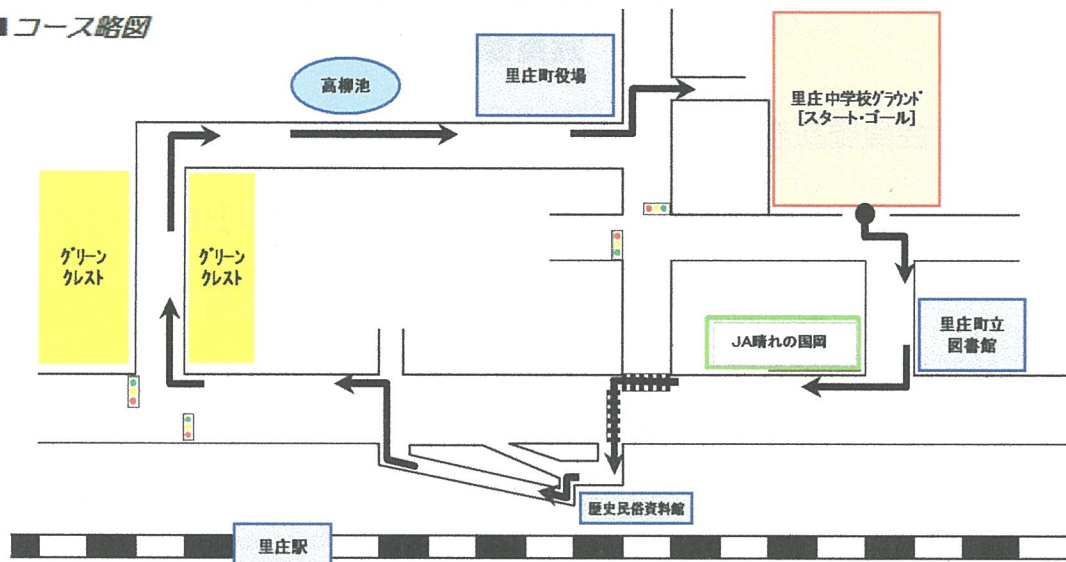 コース略図
高柳池
里庄町役場
里庄中学校グラウンド
[スタート・ゴール]
グリーン
クレスト
グリーン
クレスト
JA晴れの国岡
里庄町立
図書館
歴史民俗資料館
里庄駅